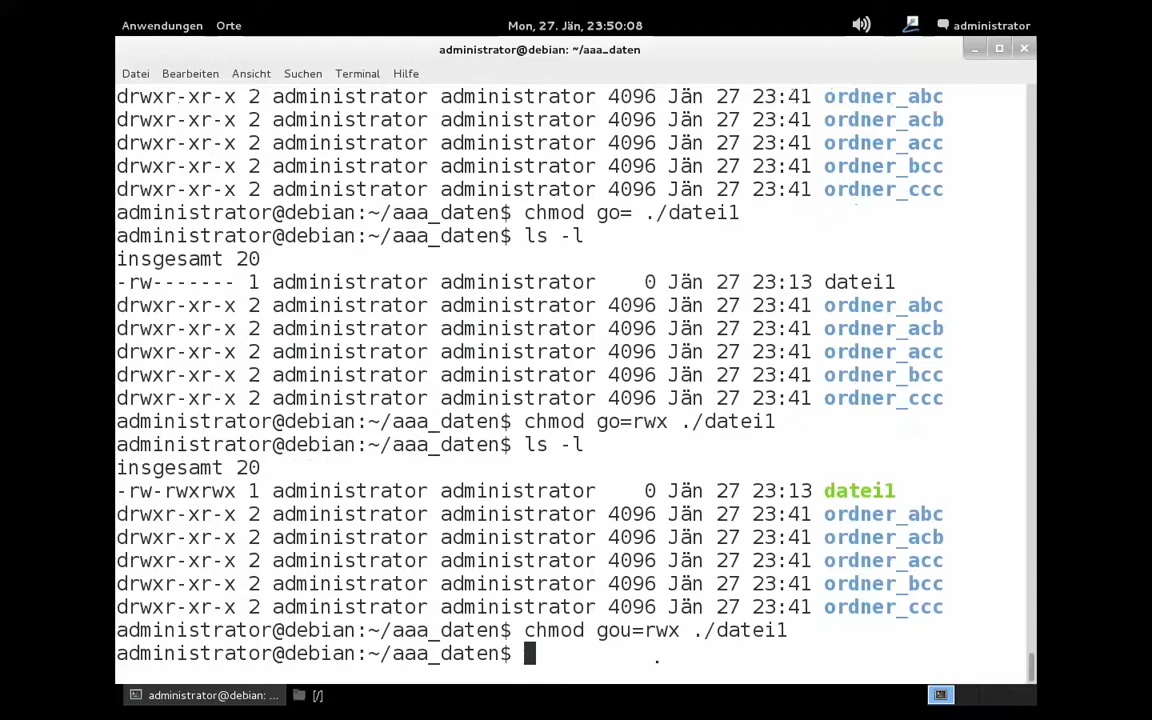 Anwendungen Orte Mon, 27. Jän, 23:50:08 administrator
administrator@debian: ~/aaa_daten
Datei Bearbeiten Ansicht Suchen Terminal Hilfe
drwxr-xr-x 2 administrator administrator 4096 Jän 27 23:41 ordner_abc
drwxr-xr-x 2 administrator administrator 4096 Jän 27 23:41 ordner_acb
drwxr-xr-x 2 administrator administrator 4096 Jän 27 23:41 ordner_acc
drwxr-xr-x 2 administrator administrator 4096 Jän 27 23:41 ordner_bcc
drwxr-xr-x 2 administrator administrator 4096 Jän 27 23:41 ordner_ccc
administrator@debian:~/aaa_daten$ chmod go= ./datei1
administrator@debian:~/aaa_daten$ ls -l
insgesamt 20
-rw------- 1 administrator administrator    0 Jän 27 23:13 datei1
drwxr-xr-x 2 administrator administrator 4096 Jän 27 23:41 ordner_abc
drwxr-xr-x 2 administrator administrator 4096 Jän 27 23:41 ordner_acb
drwxr-xr-x 2 administrator administrator 4096 Jän 27 23:41 ordner_acc
drwxr-xr-x 2 administrator administrator 4096 Jän 27 23:41 ordner_bcc
drwxr-xr-x 2 administrator administrator 4096 Jän 27 23:41 ordner_ccc
administrator@debian:~/aaa_daten$ chmod go=rwx ./datei1
administrator@debian:~/aaa_daten$ ls -l
insgesamt 20
-rw-rwxrwx 1 administrator administrator    0 Jän 27 23:13 datei1
drwxr-xr-x 2 administrator administrator 4096 Jän 27 23:41 ordner_abc
drwxr-xr-x 2 administrator administrator 4096 Jän 27 23:41 ordner_acb
drwxr-xr-x 2 administrator administrator 4096 Jän 27 23:41 ordner_acc
drwxr-xr-x 2 administrator administrator 4096 Jän 27 23:41 ordner_bcc
drwxr-xr-x 2 administrator administrator 4096 Jän 27 23:41 ordner_ccc
administrator@debian:~/aaa_daten$ chmod gou=rwx ./datei1
administrator@debian:~/aaa_daten$
administrator@debian: ... [/]